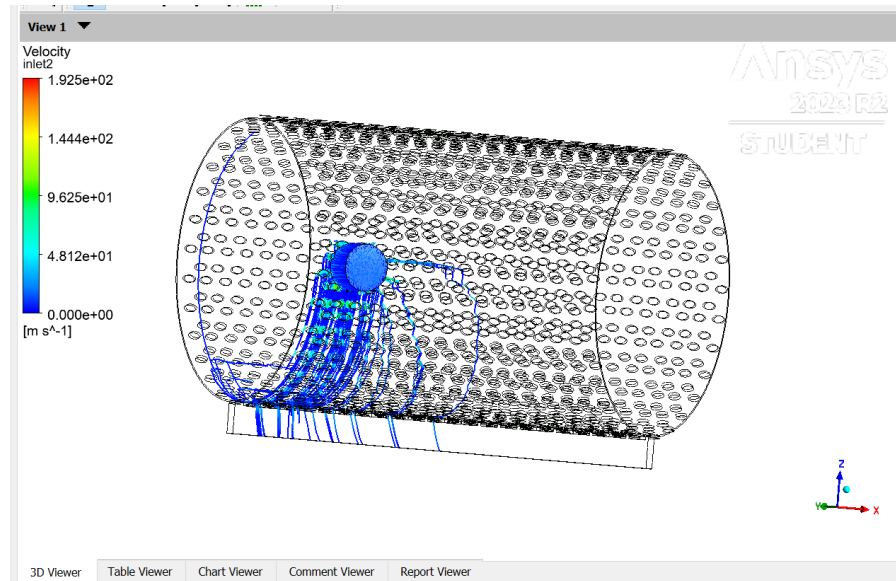 View 1
Velocity
inlet2
1.925e+02
1.444e+02
9.625e+01
4.812e+01
0.000e+00
[m s^-1]
Ansys
2023 R2
STUDENT
Z
Y
X
3D Viewer
Table Viewer
Chart Viewer
Comment Viewer
Report Viewer